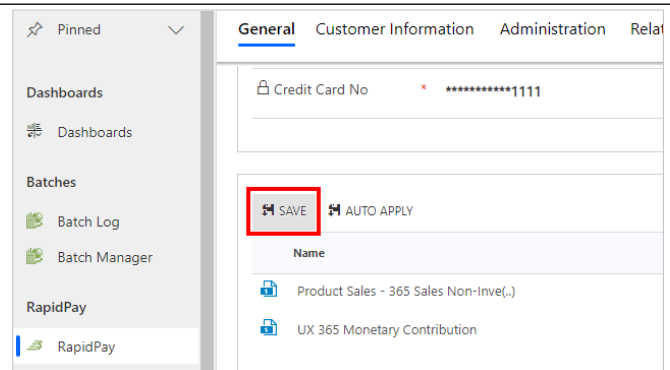 Pinned
Dashboards
Dashboards
Batches
Batch Log
Batch Manager
RapidPay
RapidPay
General Customer Information Administration Relat
Credit Card No * ***********1111
SAVE AUTO APPLY
Name
Product Sales - 365 Sales Non-Inve(..)
UX 365 Monetary Contribution